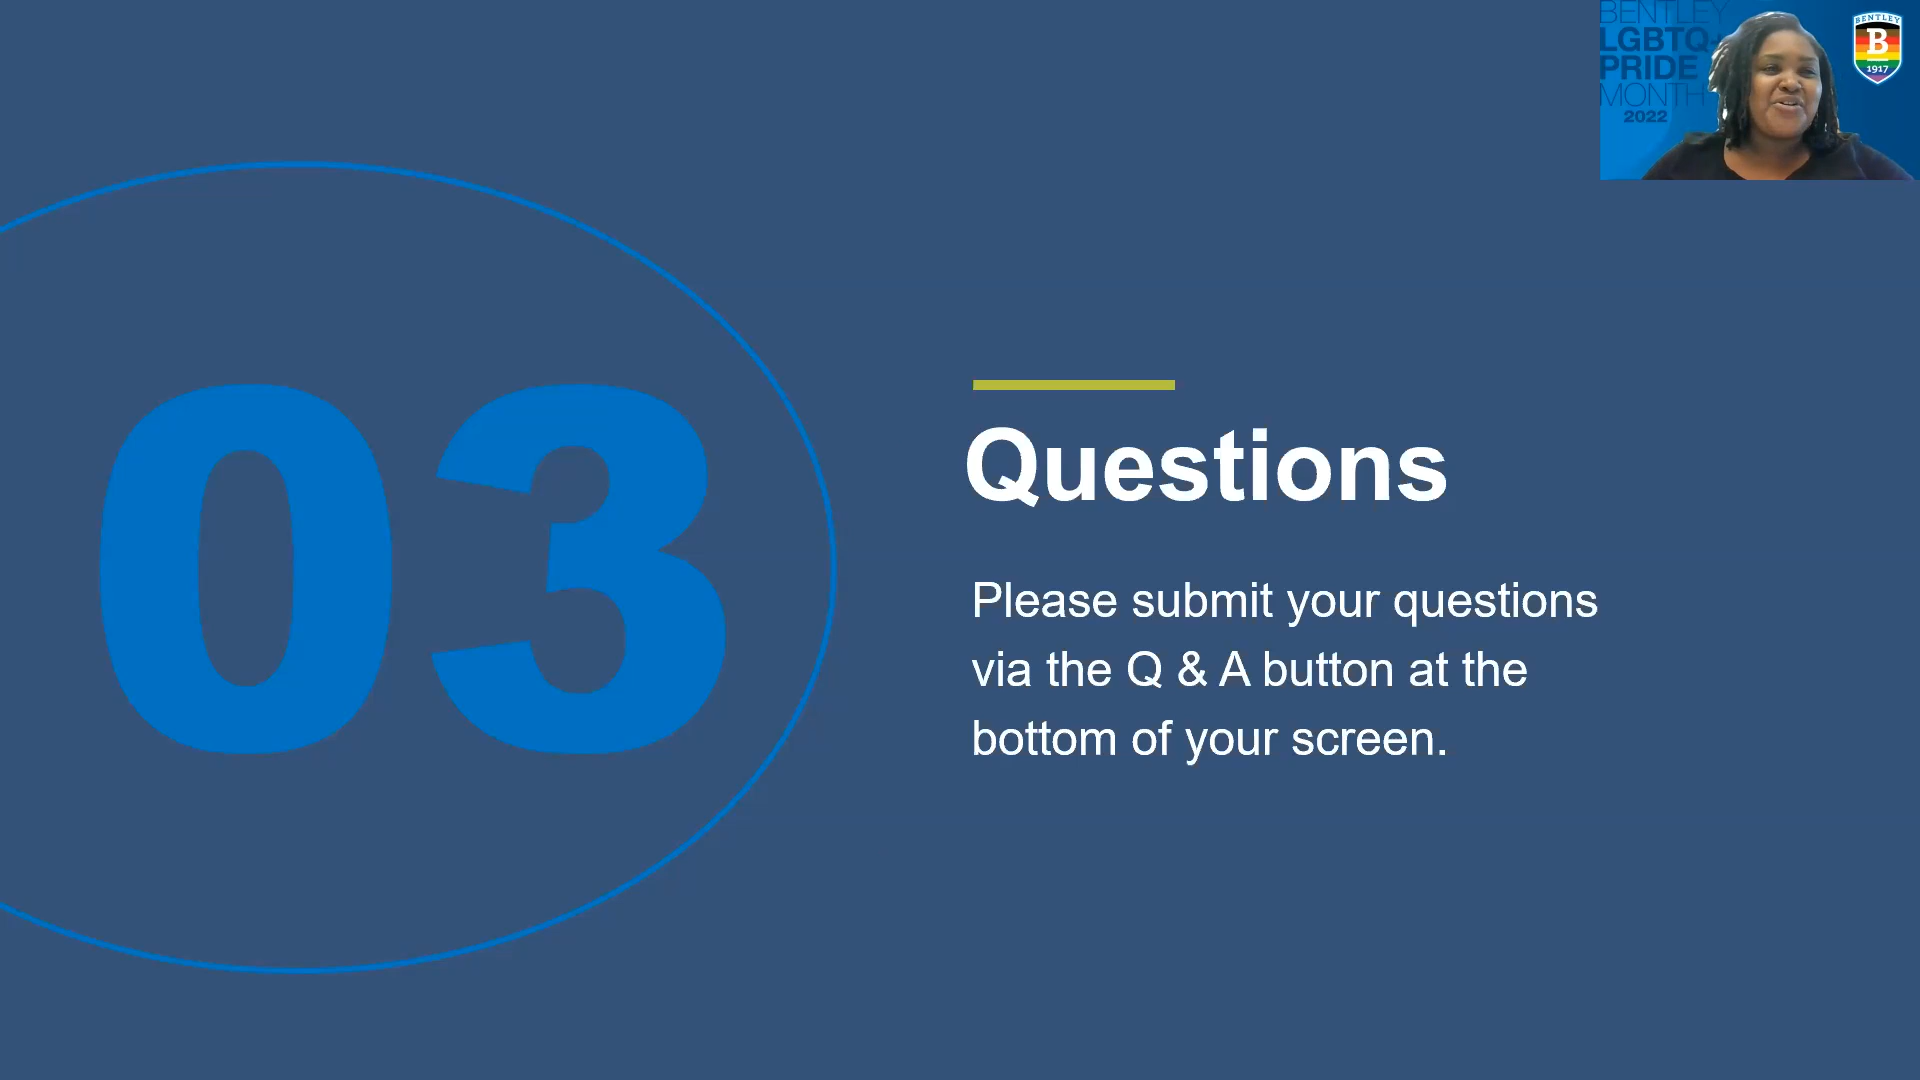 BENTLEY
LGBTQ+
PRIDE
MONTH
2022
BENTLEY
B
1917
03
Questions
Please submit your questions
via the Q & A button at the
bottom of your screen.